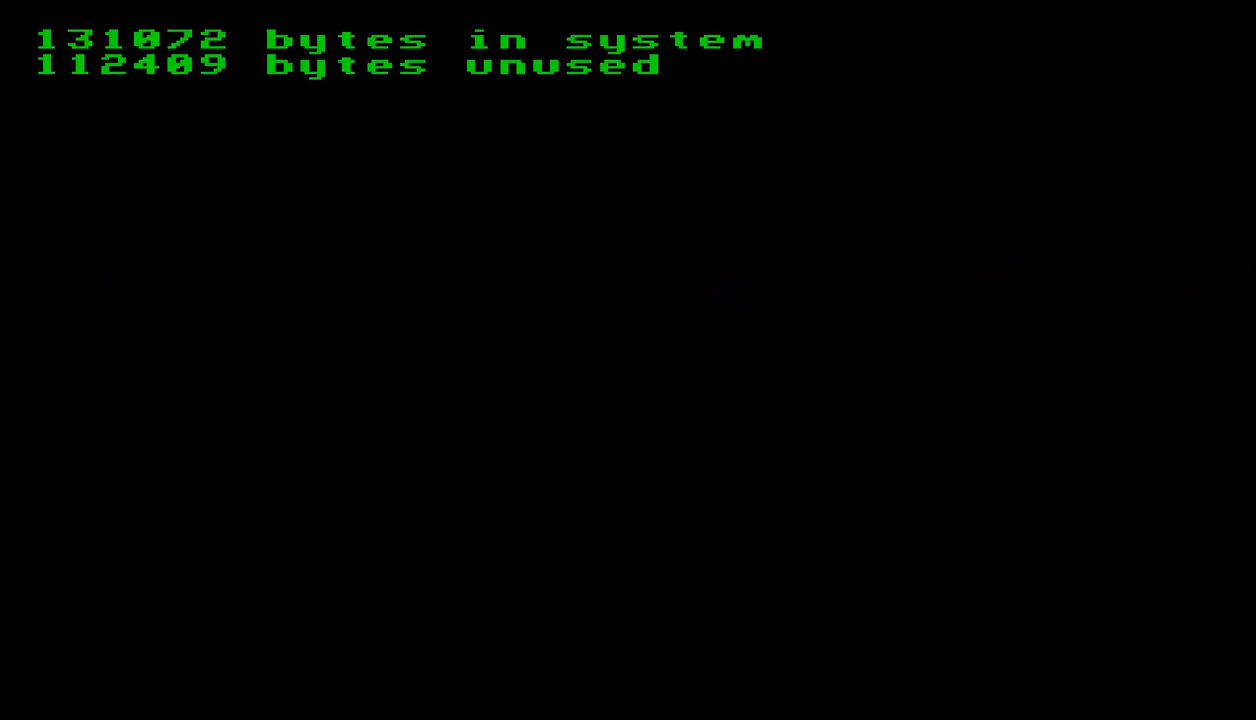 131072 bytes in system
112409 bytes unused